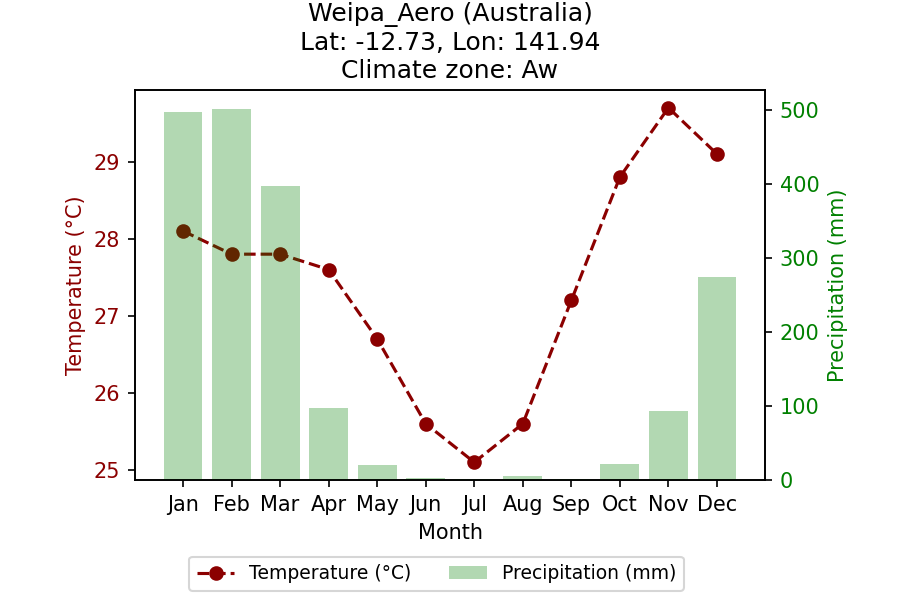 Weipa_Aero (Australia)
Lat: -12.73, Lon: 141.94
Climate zone: Aw
Temperature (°C)
29
28
27
26
25
500
400
300
200
100
0
Precipitation (mm)
Jan Feb Mar Apr May Jun Jul Aug Sep Oct Nov Dec
Month
Temperature (°C) Precipitation (mm)